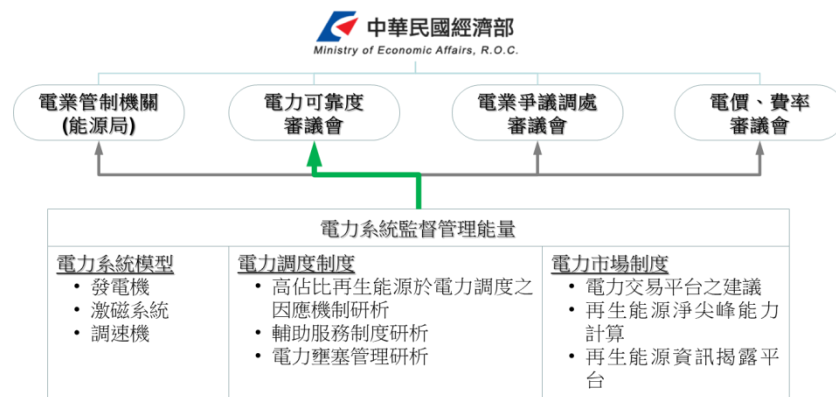 中華民國經濟部
Ministry of Economic Affairs, R.O.C.
電業管制機關
(能源局)
電力可靠度
審議會
電業爭議調處
審議會
電價、費率
審議會
電力系統監督管理能量
電力系統模型
• 發電機
• 激磁系統
• 調速機
電力調度制度
• 高佔比再生能源於電力調度之
因應機制研析
• 輔助服務制度研析
• 電力壅塞管理研析
電力市場制度
• 電力交易平台之建議
• 再生能源淨尖峰能力
計算
• 再生能源資訊揭露平
台